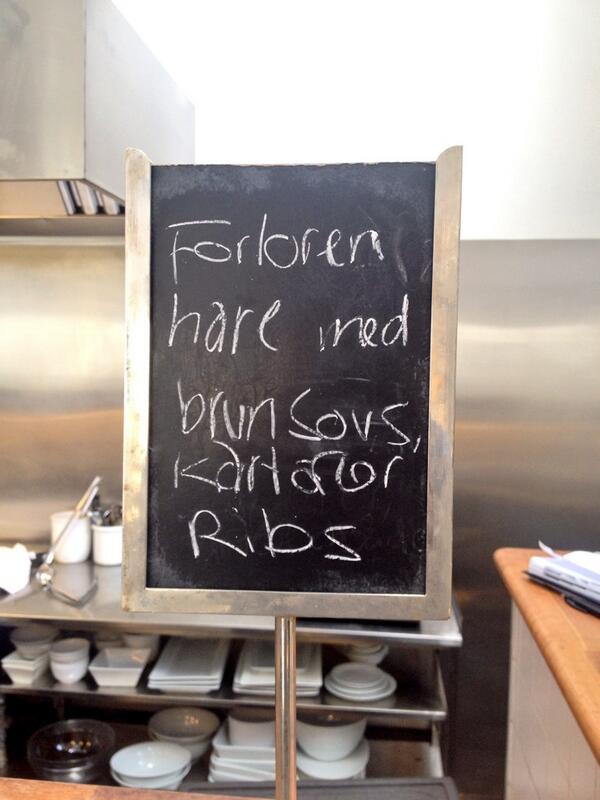 Forloren
hare med
brun sovs,
Kartofler
Ribs